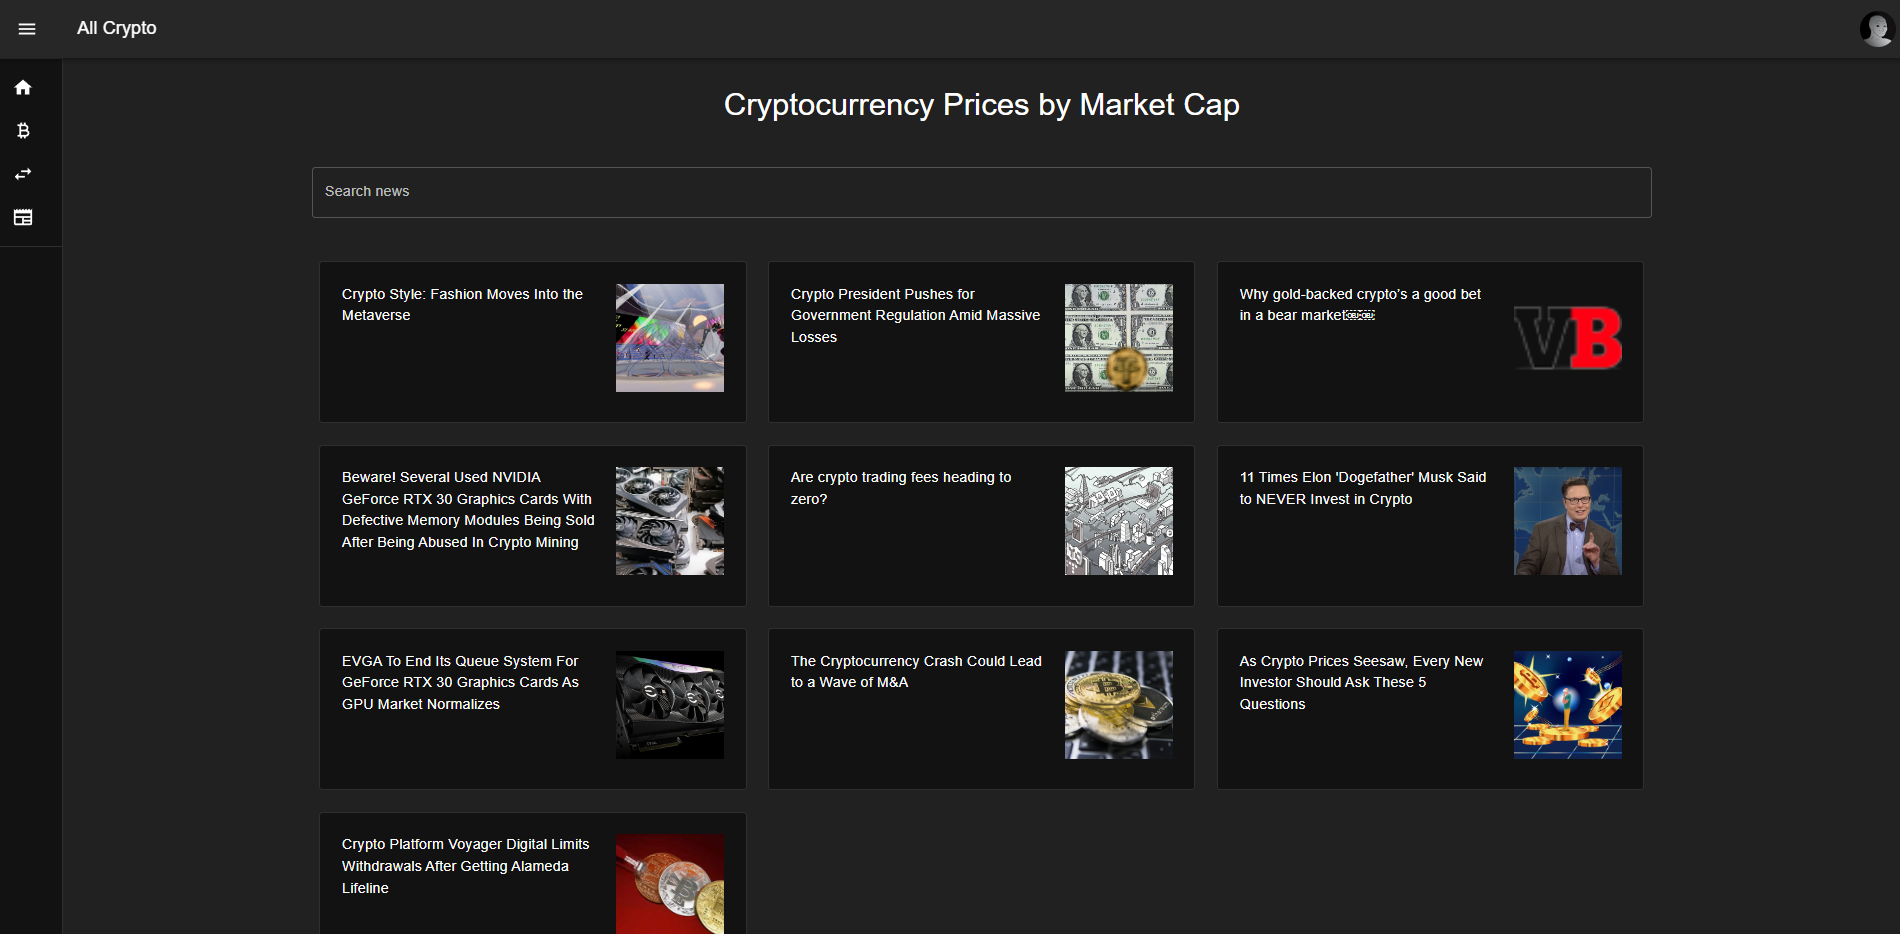 All Crypto
Cryptocurrency Prices by Market Cap
Search news
Crypto Style: Fashion Moves Into the
Metaverse
Crypto President Pushes for
Government Regulation Amid Massive
Losses
Why gold-backed crypto's a good bet
in a bear market
VB
Beware! Several Used NVIDIA
GeForce RTX 30 Graphics Cards With
Defective Memory Modules Being Sold
After Being Abused In Crypto Mining
Are crypto trading fees heading to
zero?
11 Times Elon 'Dogefather' Musk Said
to NEVER Invest in Crypto
EVGA To End Its Queue System For
GeForce RTX 30 Graphics Cards As
GPU Market Normalizes
The Cryptocurrency Crash Could Lead
to a Wave of M&A
As Crypto Prices Seesaw, Every New
Investor Should Ask These 5
Questions
Crypto Platform Voyager Digital Limits
Withdrawals After Getting Alameda
Lifeline